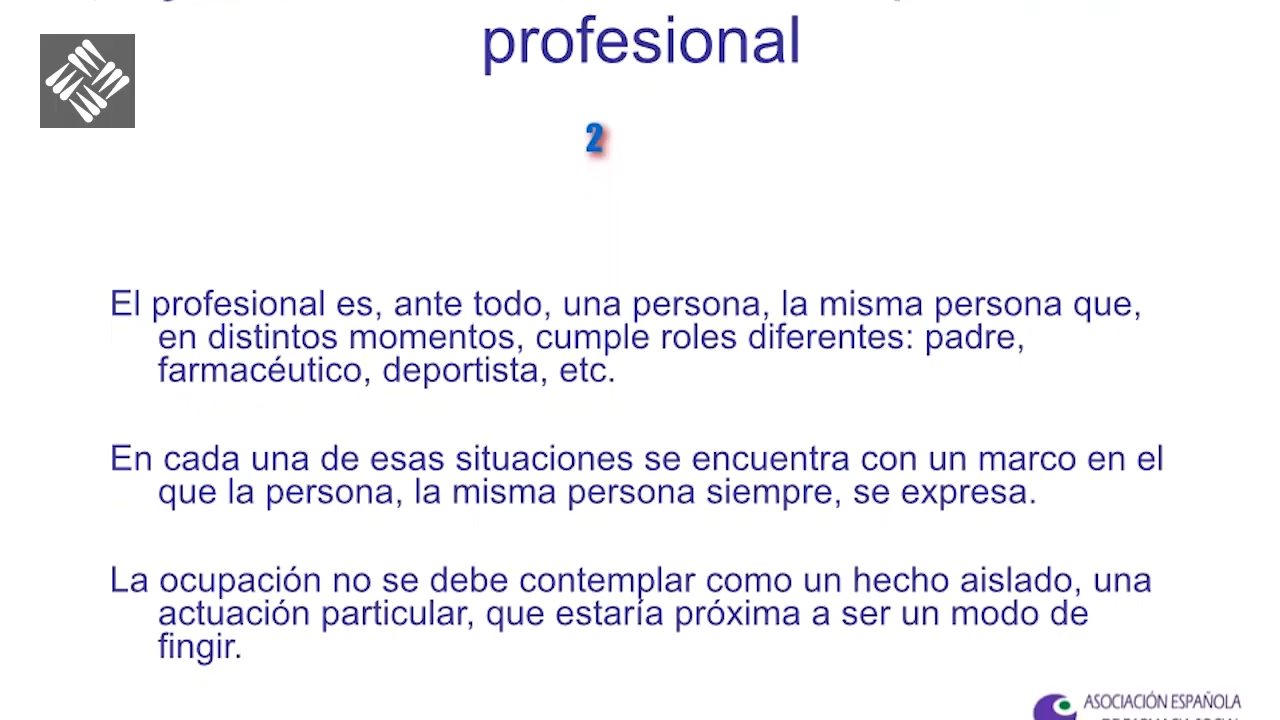 profesional
2
El profesional es, ante todo, una persona, la misma persona que,
en distintos momentos, cumple roles diferentes: padre,
farmacéutico, deportista, etc.
En cada una de esas situaciones se encuentra con un marco en el
que la persona, la misma persona siempre, se expresa.
La ocupación no se debe contemplar como un hecho aislado, una
actuación particular, que estaría próxima a ser un modo de
fingir.
ASOCIACIÓN ESPAÑOLA